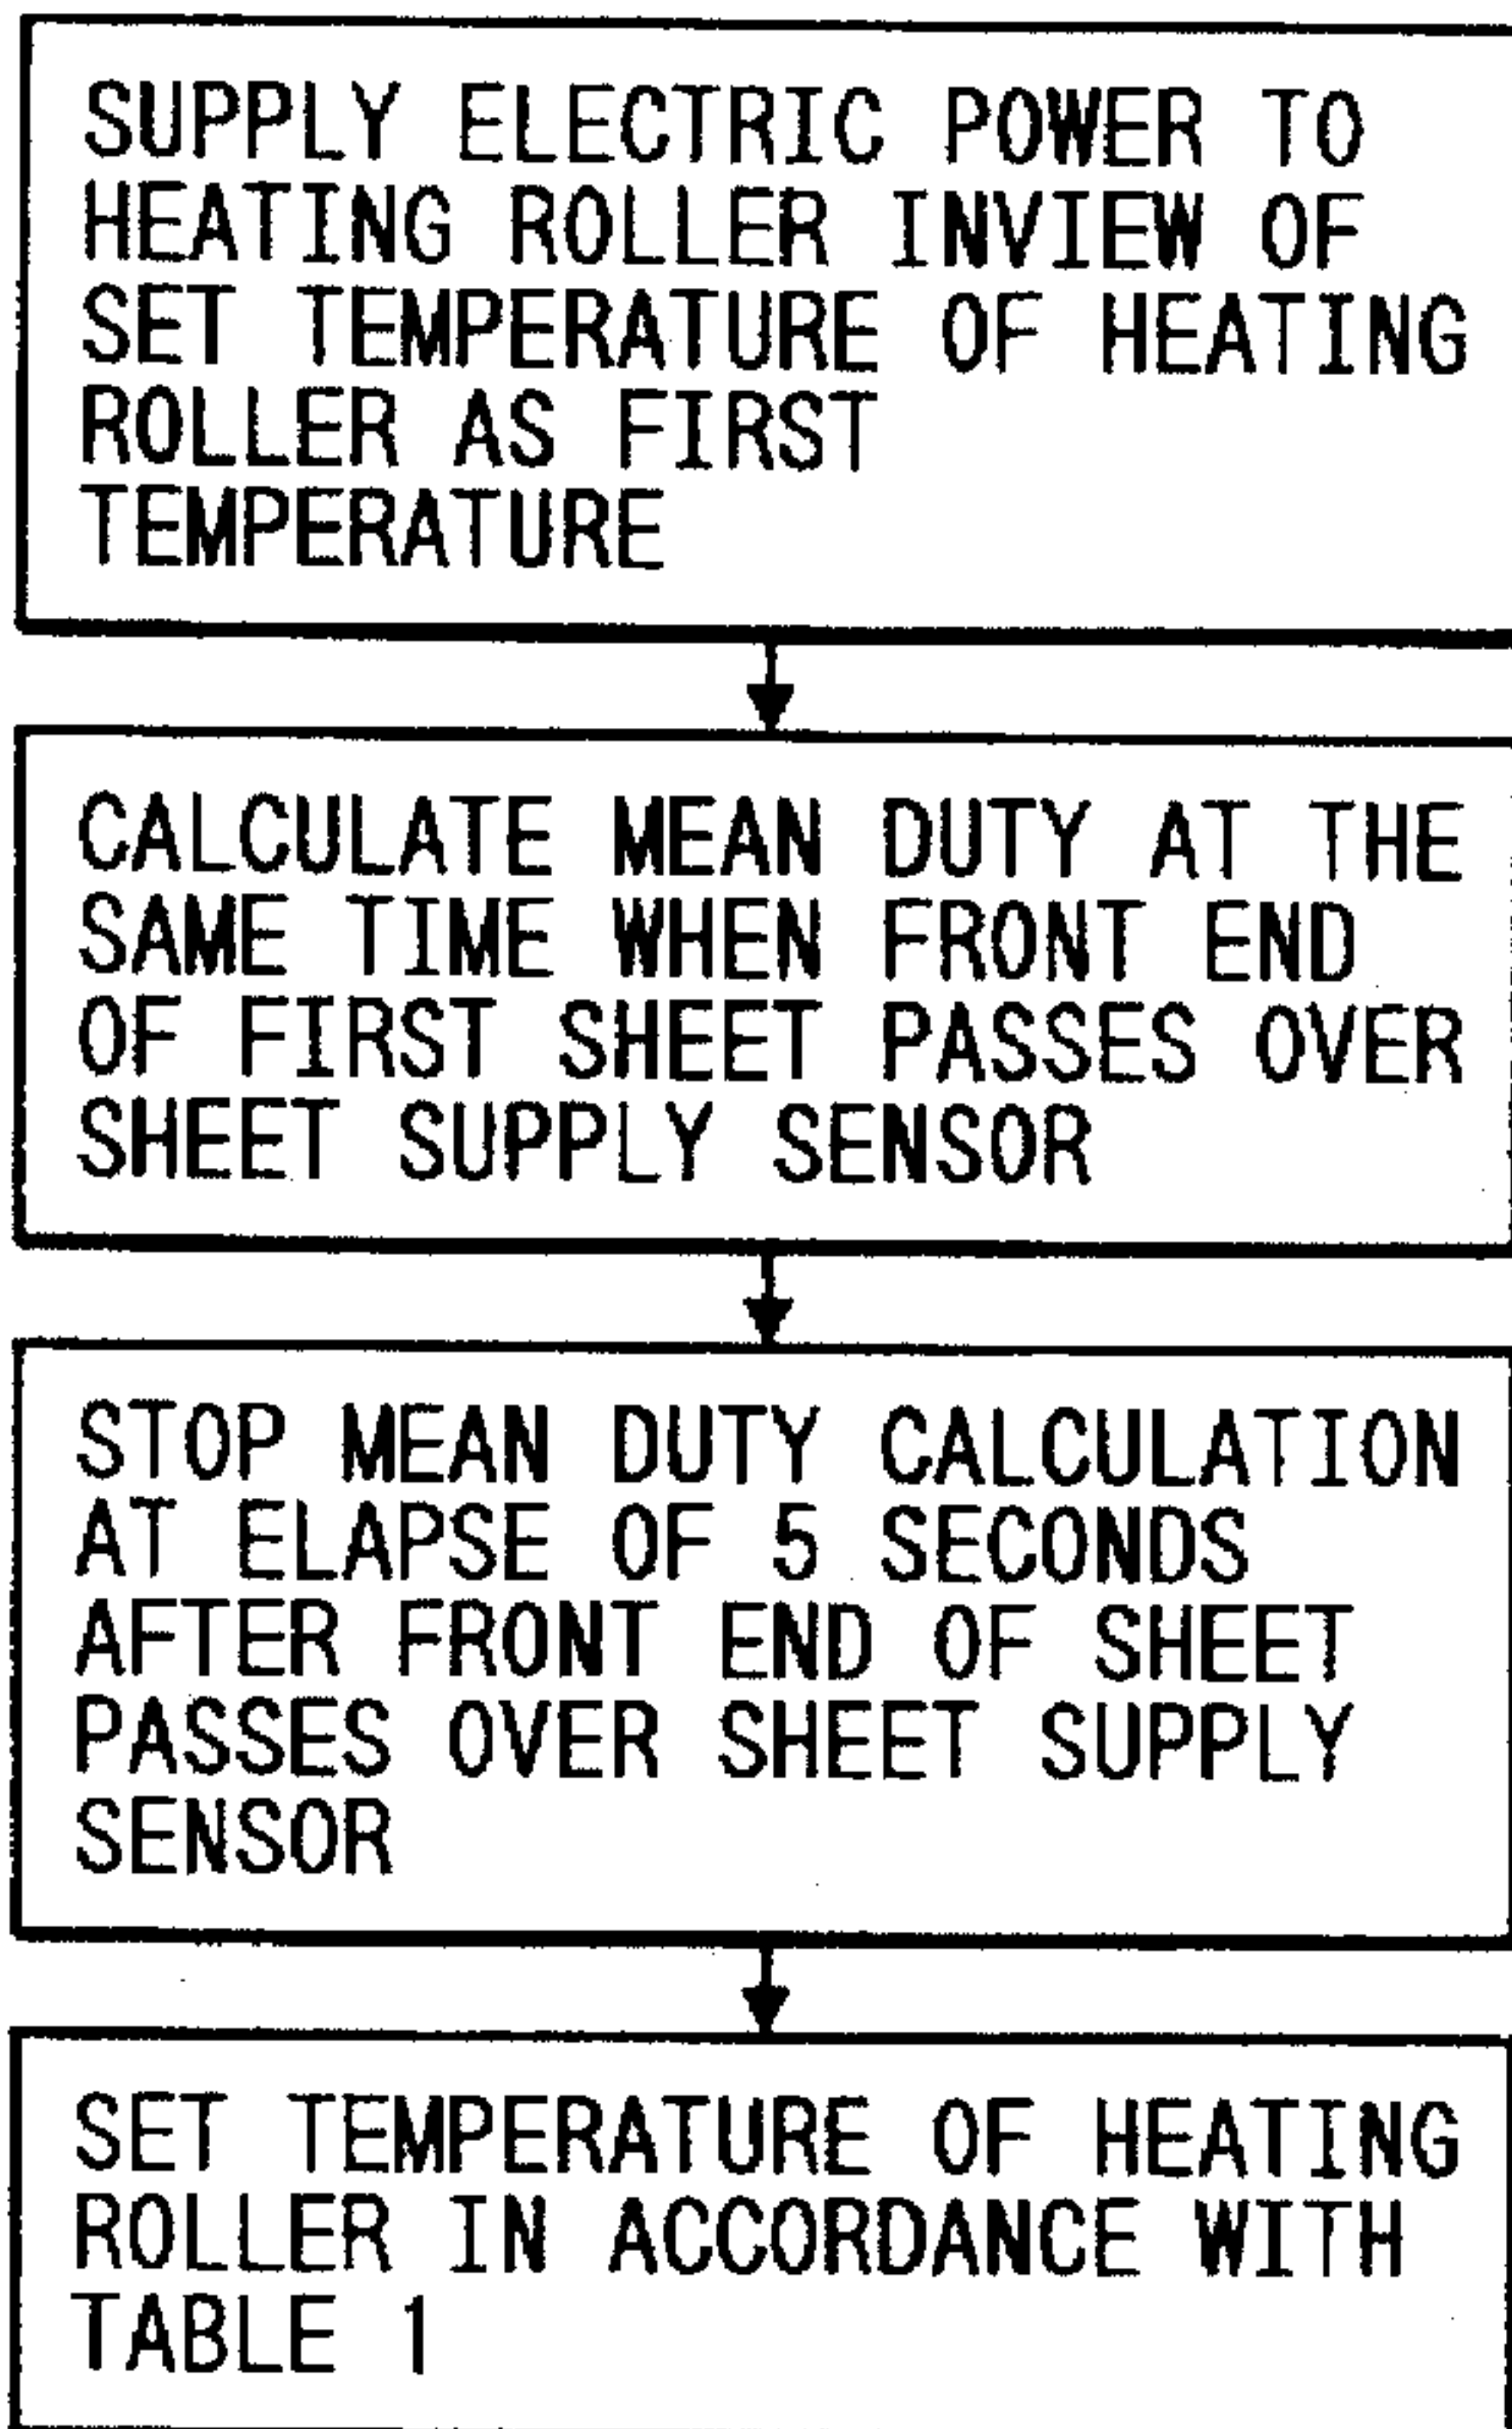 SUPPLY ELECTRIC POWER TO
HEATING ROLLER INVIEW OF
SET TEMPERATURE OF HEATING
ROLLER AS FIRST
TEMPERATURE
CALCULATE MEAN DUTY AT THE
SAME TIME WHEN FRONT END
OF FIRST SHEET PASSES OVER
SHEET SUPPLY SENSOR
STOP MEAN DUTY CALCULATION
AT ELAPSE OF 5 SECONDS
AFTER FRONT END OF SHEET
PASSES OVER SHEET SUPPLY
SENSOR
SET TEMPERATURE OF HEATING
ROLLER IN ACCORDANCE WITH
TABLE 1